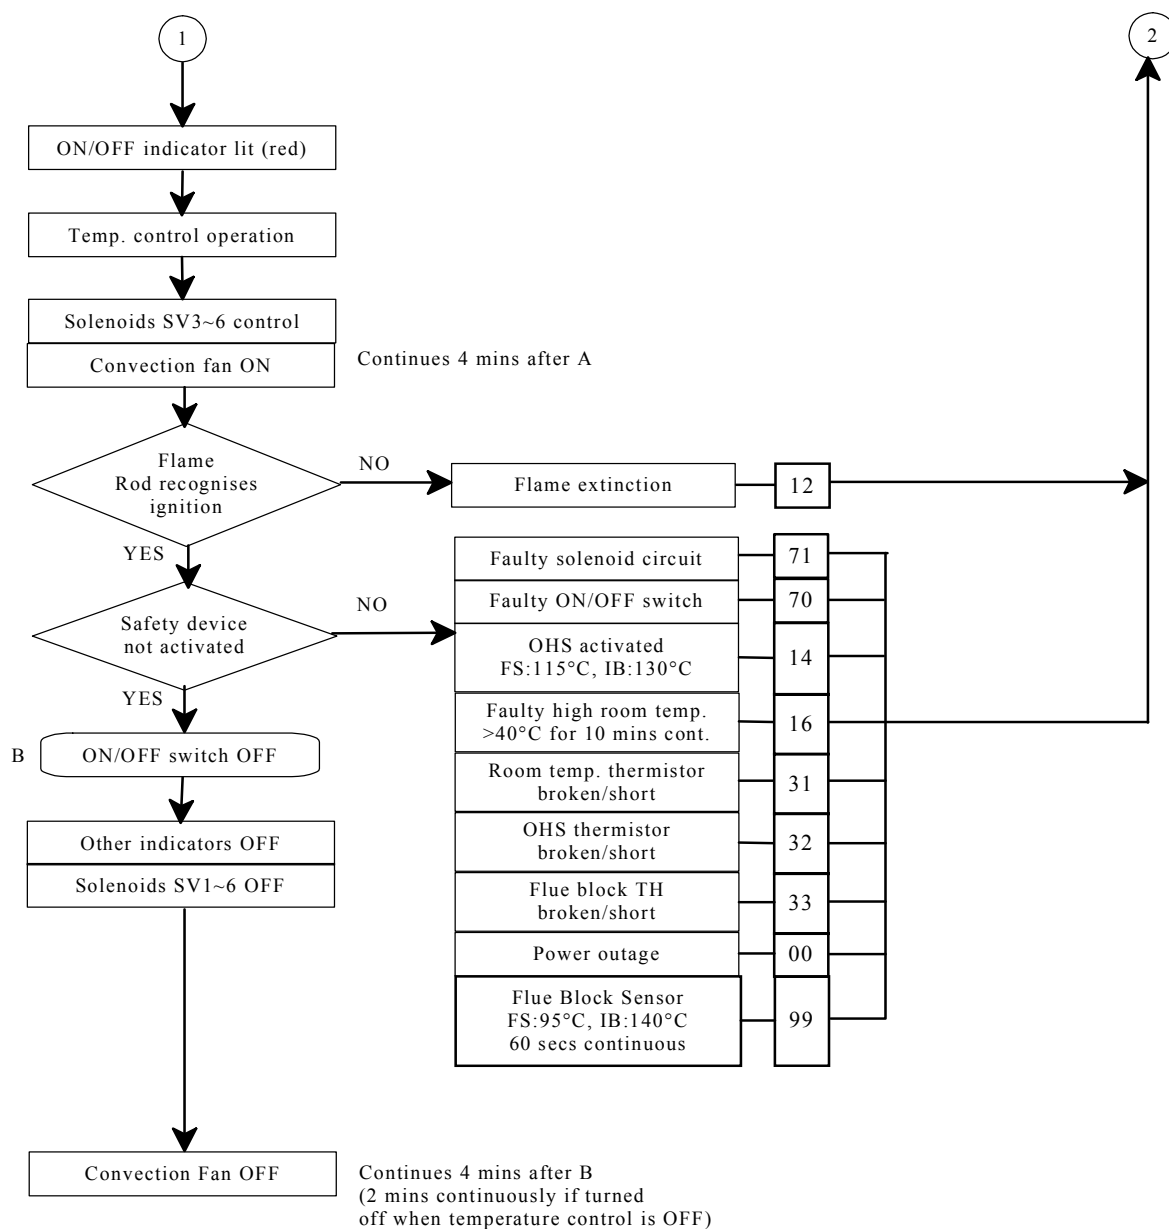 1
2
ON/OFF indicator lit (red)
Temp. control operation
Solenoids SV3~6 control
Convection fan ON
Continues 4 mins after A
Flame
Rod recognises
ignition
NO
Flame extinction
12
YES
Faulty solenoid circuit
71
Faulty ON/OFF switch
70
Safety device
not activated
NO
OHS activated
FS:115°C, IB:130°C
14
YES
Faulty high room temp.
>40°C for 10 mins cont.
16
B
ON/OFF switch OFF
Room temp. thermistor
broken/short
31
Other indicators OFF
OHS thermistor
broken/short
32
Solenoids SV1~6 OFF
Flue block TH
broken/short
33
Power outage
00
Flue Block Sensor
FS:95°C, IB:140°C
60 secs continuous
99
Convection Fan OFF
Continues 4 mins after B
(2 mins continuously if turned
off when temperature control is OFF)